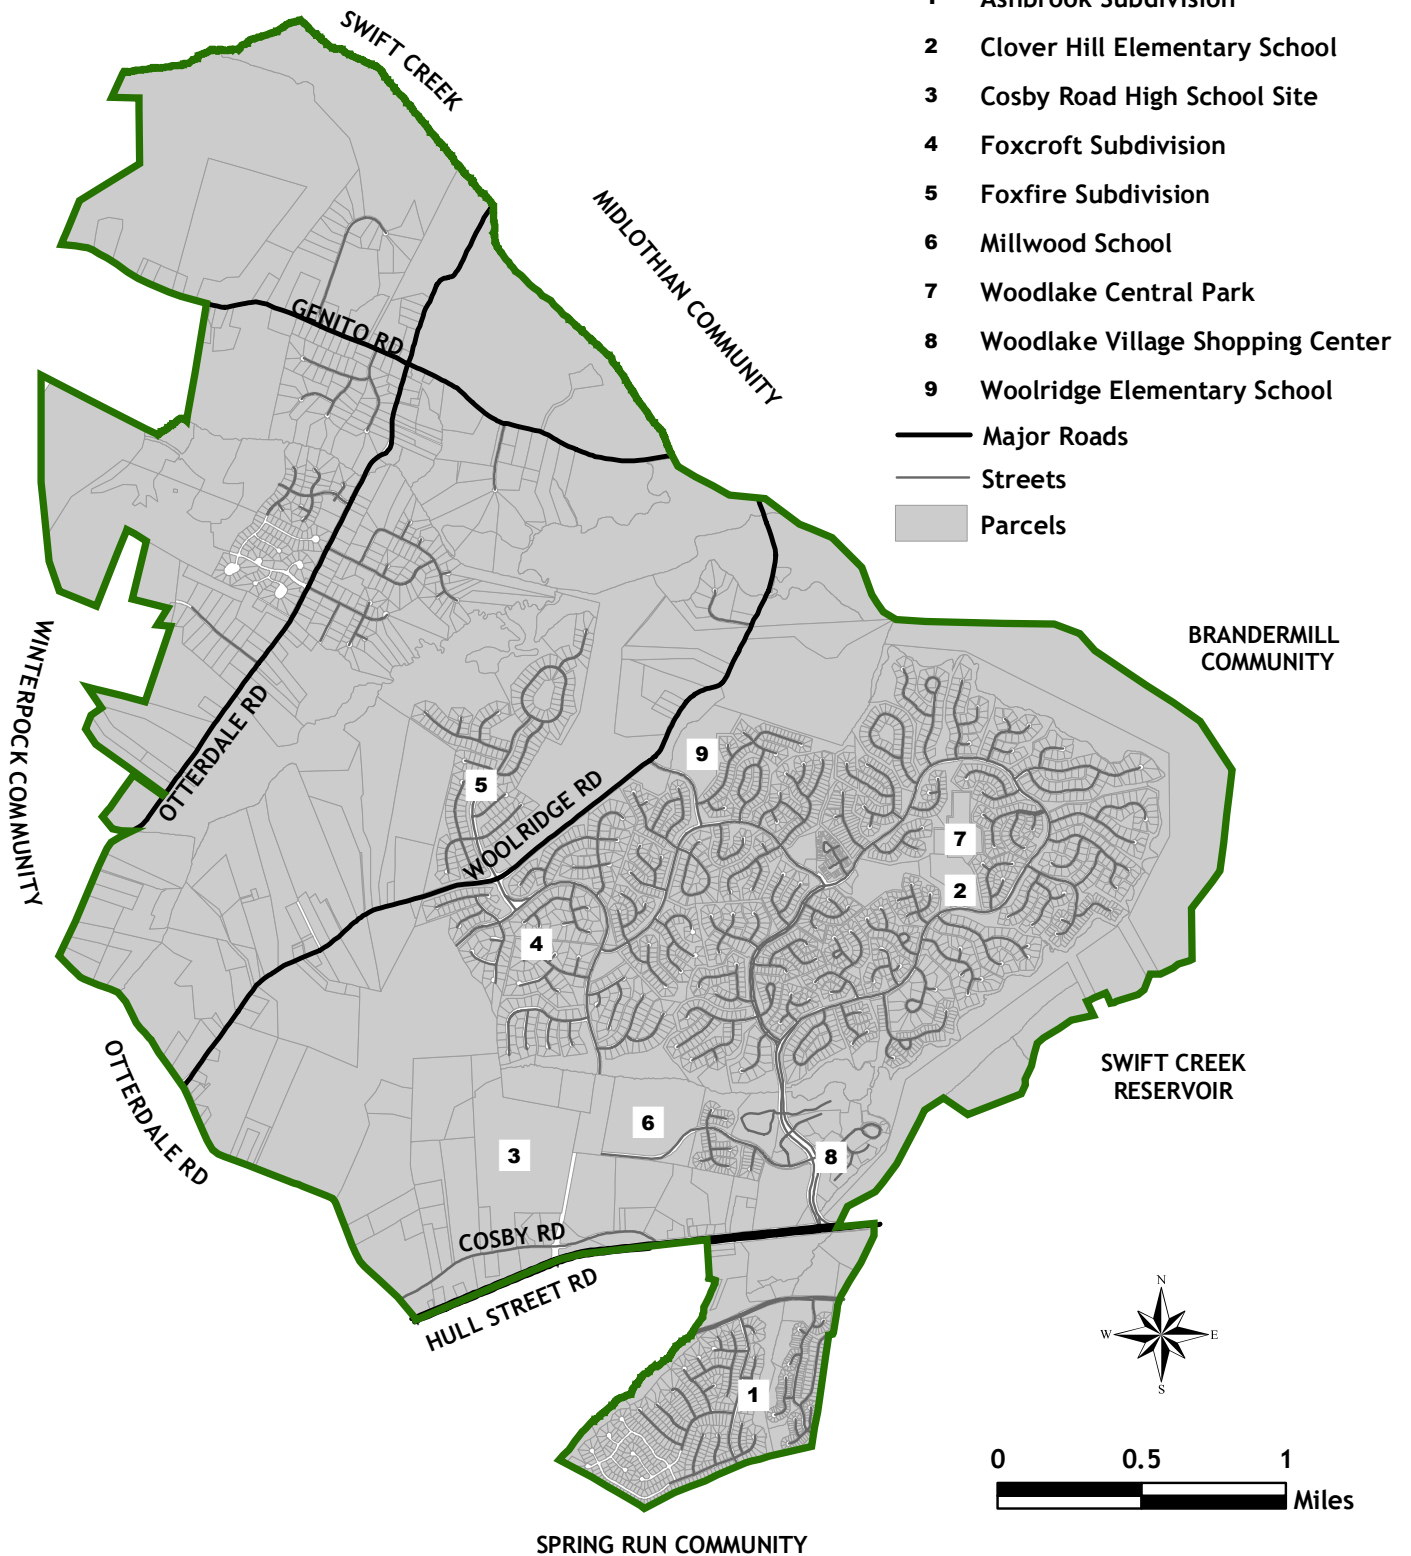 1 Ashbrook Subdivision
2 Clover Hill Elementary School
3 Cosby Road High School Site
4 Foxcroft Subdivision
5 Foxfire Subdivision
6 Millwood School
7 Woodlake Central Park
8 Woodlake Village Shopping Center
9 Woolridge Elementary School
Major Roads
Streets
Parcels
SWIFT CREEK
MIDLOTHIAN COMMUNITY
GENITO RD
BRANDERMILL
COMMUNITY
WINTERPOCK COMMUNITY
OTTERDALE RD
WOOLRIDGE RD
9
5
7
2
4
OTTERDALE RD
SWIFT CREEK
RESERVOIR
6
3
8
COSBY RD
HULL STREET RD
1
N
W
E
S
0 0.5 1
Miles
SPRING RUN COMMUNITY